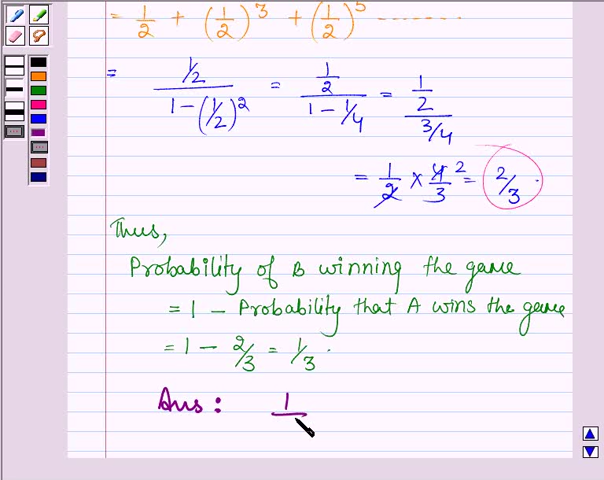 = 1/2 + (1/2)^3 + (1/2)^5 ........
= (1/2)/(1-(1/2)^2) = (1/2)/(1-1/4) = (1/2)/(3/4)
= 1/2 × 4/3 2 = 2/3 .
Thus,
Probability of B winning the game
= 1 - Probability that A wins the game
= 1 - 2/3 = 1/3 .
Ans : 1